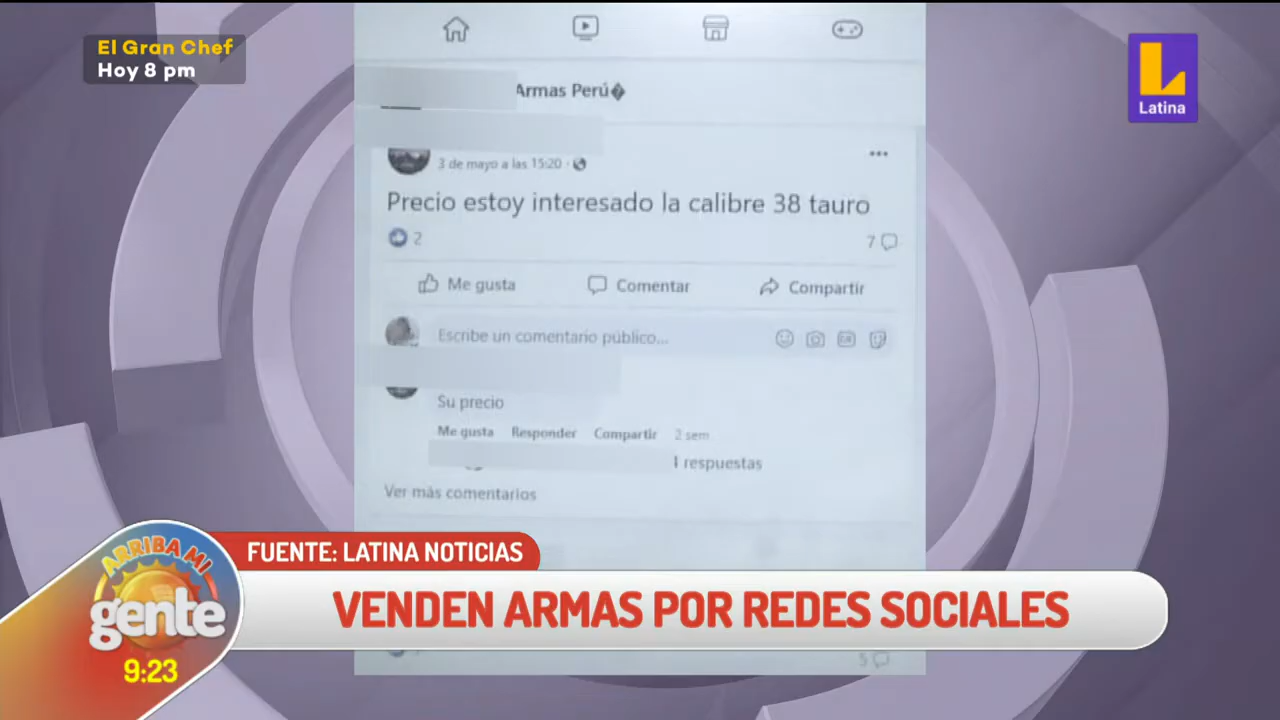 El Gran Chef
Hoy 8 pm
Latina
Armas Perú�
3 de mayo a las 15:20 ·
Precio estoy interesado la calibre 38 tauro
2
7
Me gusta
Comentar
Compartir
Escribe un comentario público...
GIF
Su precio
Me gusta Responder Compartir 2 sem
1 respuestas
Ver más comentarios
ARRIBA MI
gente
9:23
FUENTE: LATINA NOTICIAS
VENDEN ARMAS POR REDES SOCIALES
5